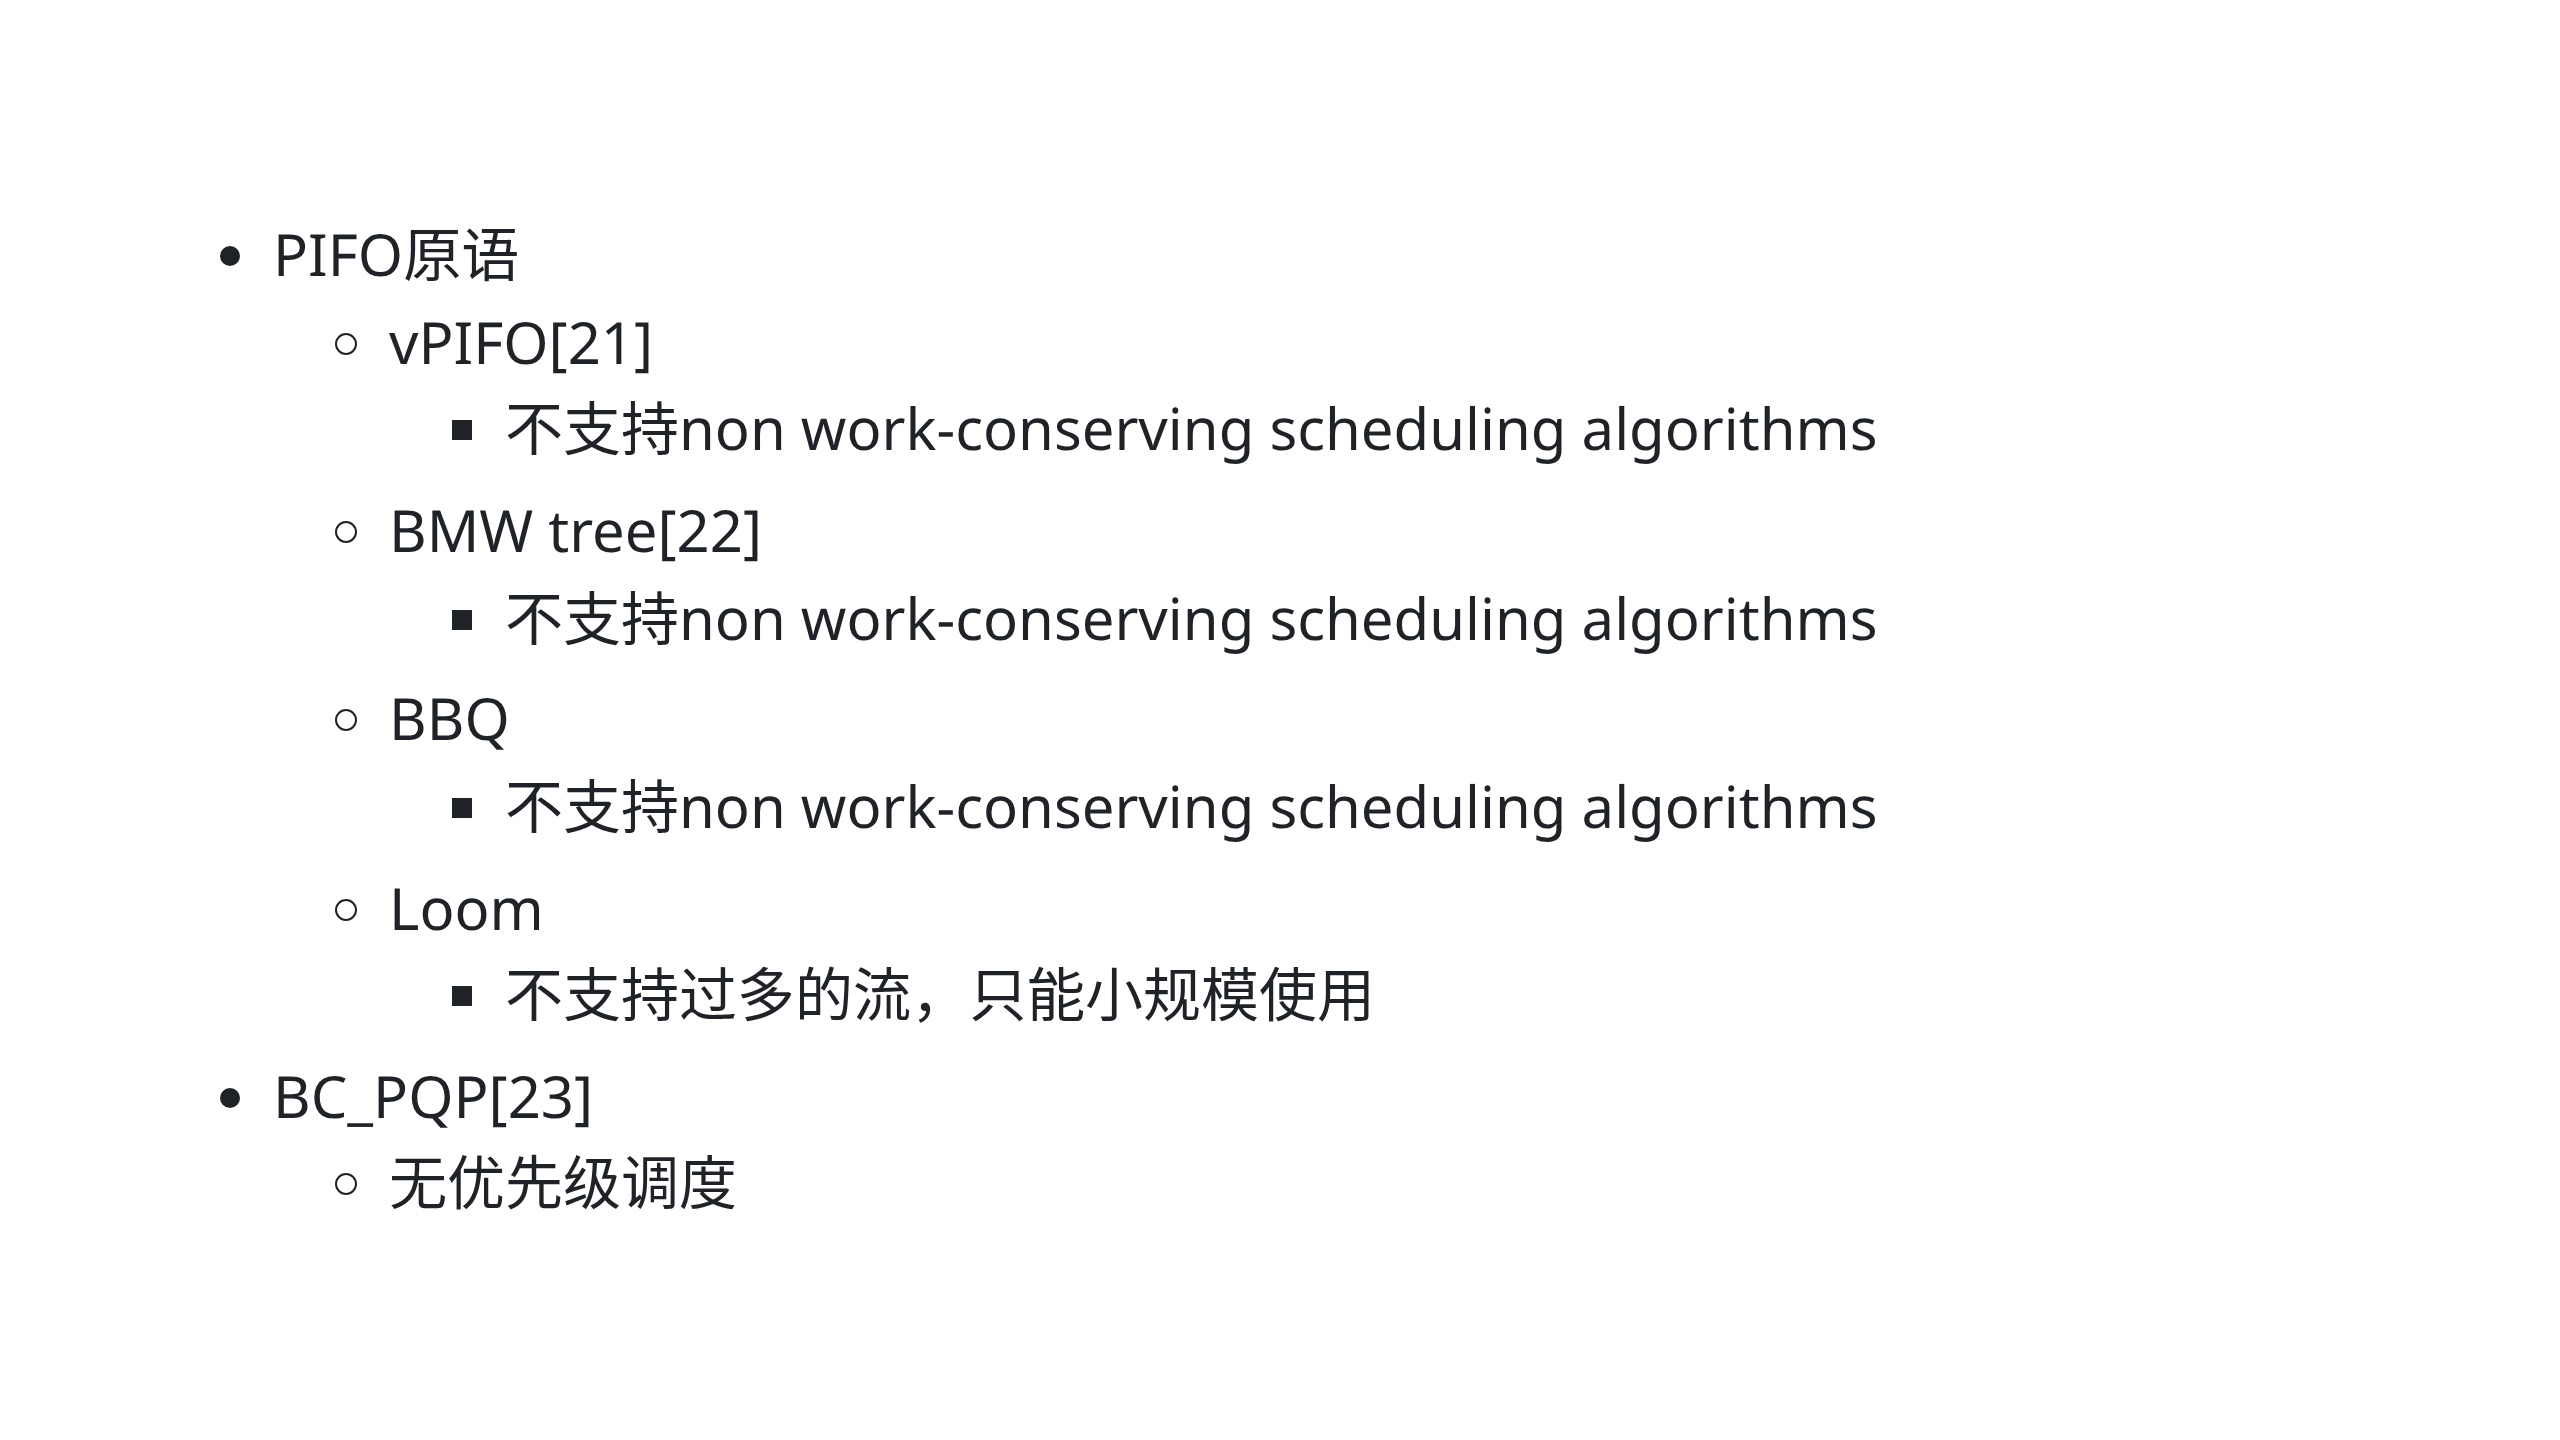 PIFO原语
vPIFO[21]
不支持non work-conserving scheduling algorithms
BMW tree[22]
不支持non work-conserving scheduling algorithms
BBQ
不支持non work-conserving scheduling algorithms
Loom
不支持过多的流，只能小规模使用
BC_PQP[23]
无优先级调度